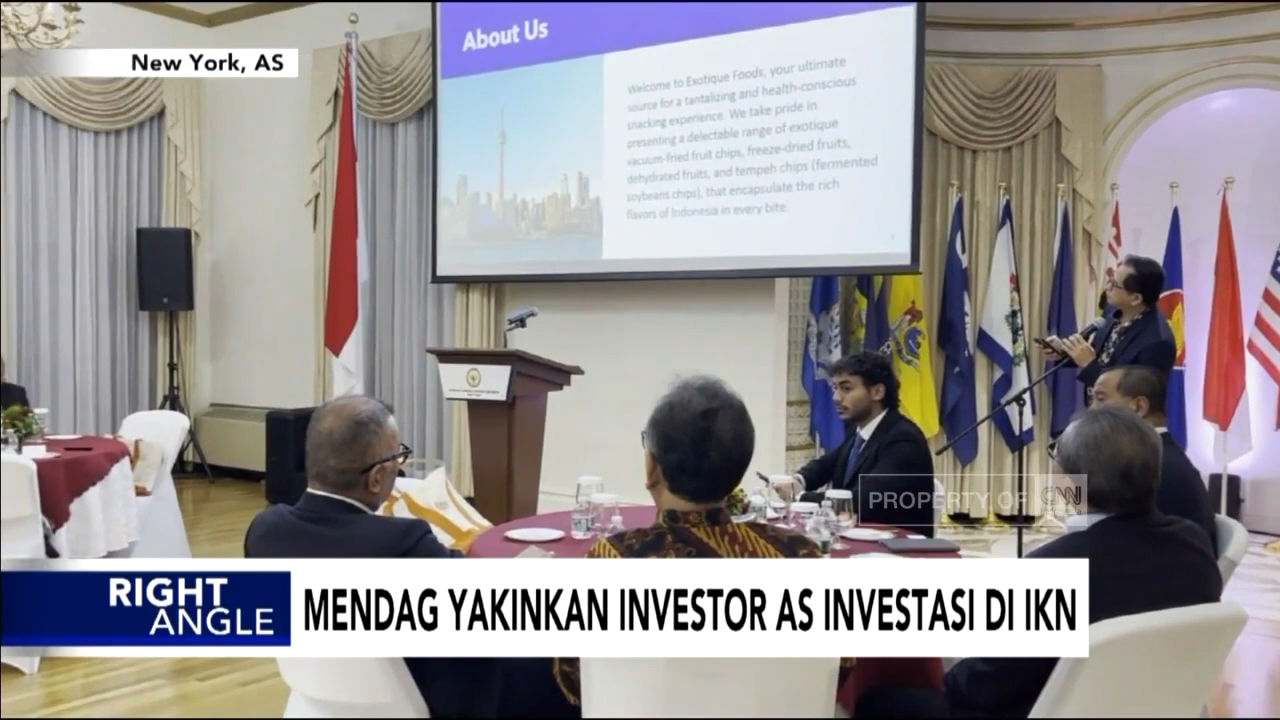 New York, AS
About Us
Welcome to Exotique Foods, your ultimate
source for a tantalizing and health-conscious
snacking experience. We take pride in
presenting a delectable range of exotique
vacuum-fried fruit chips, freeze-dried fruits,
dehydrated fruits, and tempeh chips (fermented
soybeans chips), that encapsulate the rich
flavors of Indonesia in every bite.
PROPERTY OF CNN
RIGHT
ANGLE
MENDAG YAKINKAN INVESTOR AS INVESTASI DI IKN